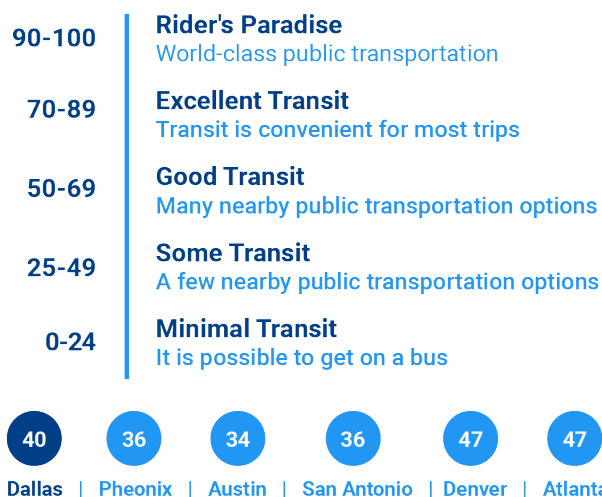 90-100
Rider's Paradise
World-class public transportation
70-89
Excellent Transit
Transit is convenient for most trips
50-69
Good Transit
Many nearby public transportation options
25-49
Some Transit
A few nearby public transportation options
0-24
Minimal Transit
It is possible to get on a bus
40 36 34 36 47 47
Dallas | Pheonix | Austin | San Antonio | Denver | Atlanta